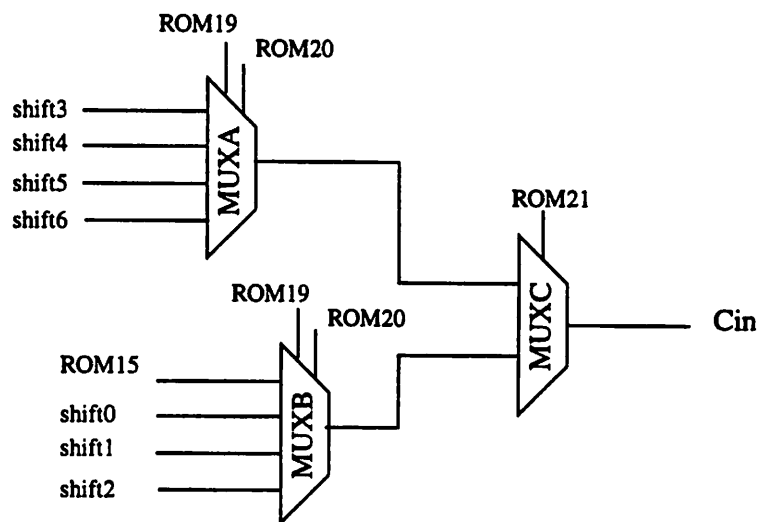 ROM19
ROM20
shift3
shift4
shift5
shift6
MUXA
ROM21
MUXC
Cin
ROM19
ROM20
ROM15
shift0
shift1
shift2
MUXB